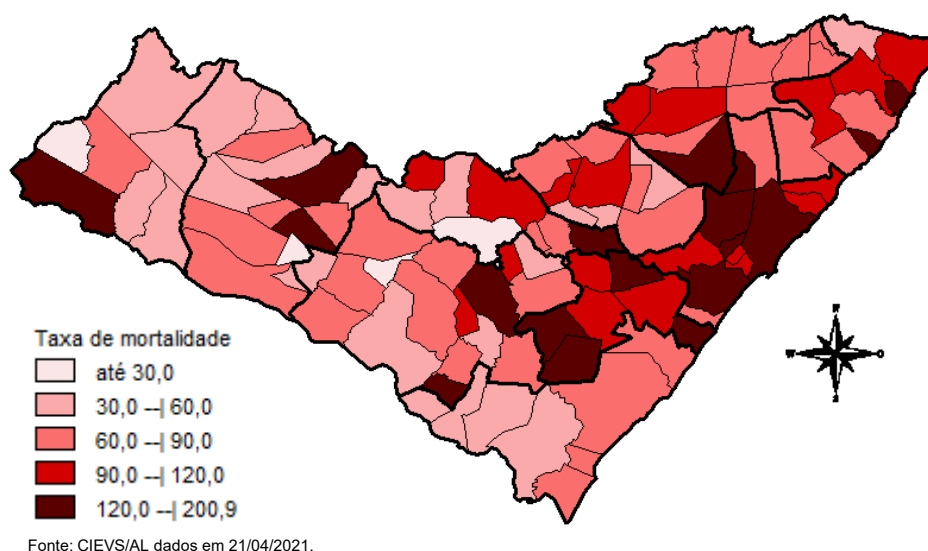 Taxa de mortalidade
até 30,0
30,0 --| 60,0
60,0 --| 90,0
90,0 --| 120,0
120,0 --| 200,9
Fonte: CIEVS/AL dados em 21/04/2021.